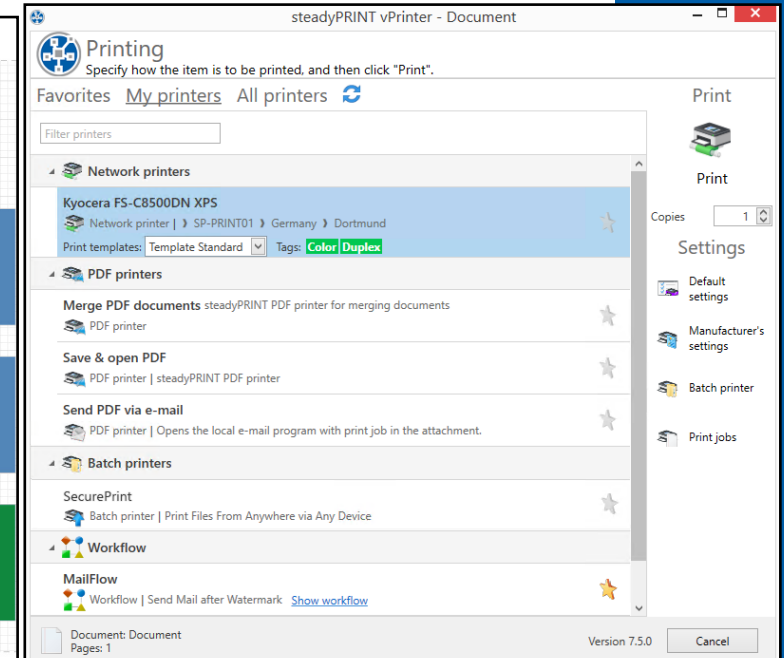 steadyPRINT vPrinter - Document
Printing
Specify how the item is to be printed, and then click "Print".
Favorites My printers All printers
Print
Filter printers
Print
Network printers
Kyocera FS-C8500DN XPS
Network printer | › SP-PRINT01 › Germany › Dortmund
Print templates: Template Standard Tags: Color Duplex
Copies 1
Settings
PDF printers
Default
settings
Merge PDF documents steadyPRINT PDF printer for merging documents
PDF printer
Manufacturer's
settings
Save & open PDF
PDF printer | steadyPRINT PDF printer
Batch printer
Send PDF via e-mail
PDF printer | Opens the local e-mail program with print job in the attachment.
Print jobs
Batch printers
SecurePrint
Batch printer | Print Files From Anywhere via Any Device
Workflow
MailFlow
Workflow | Send Mail after Watermark Show workflow
Document: Document
Pages: 1
Version 7.5.0 Cancel